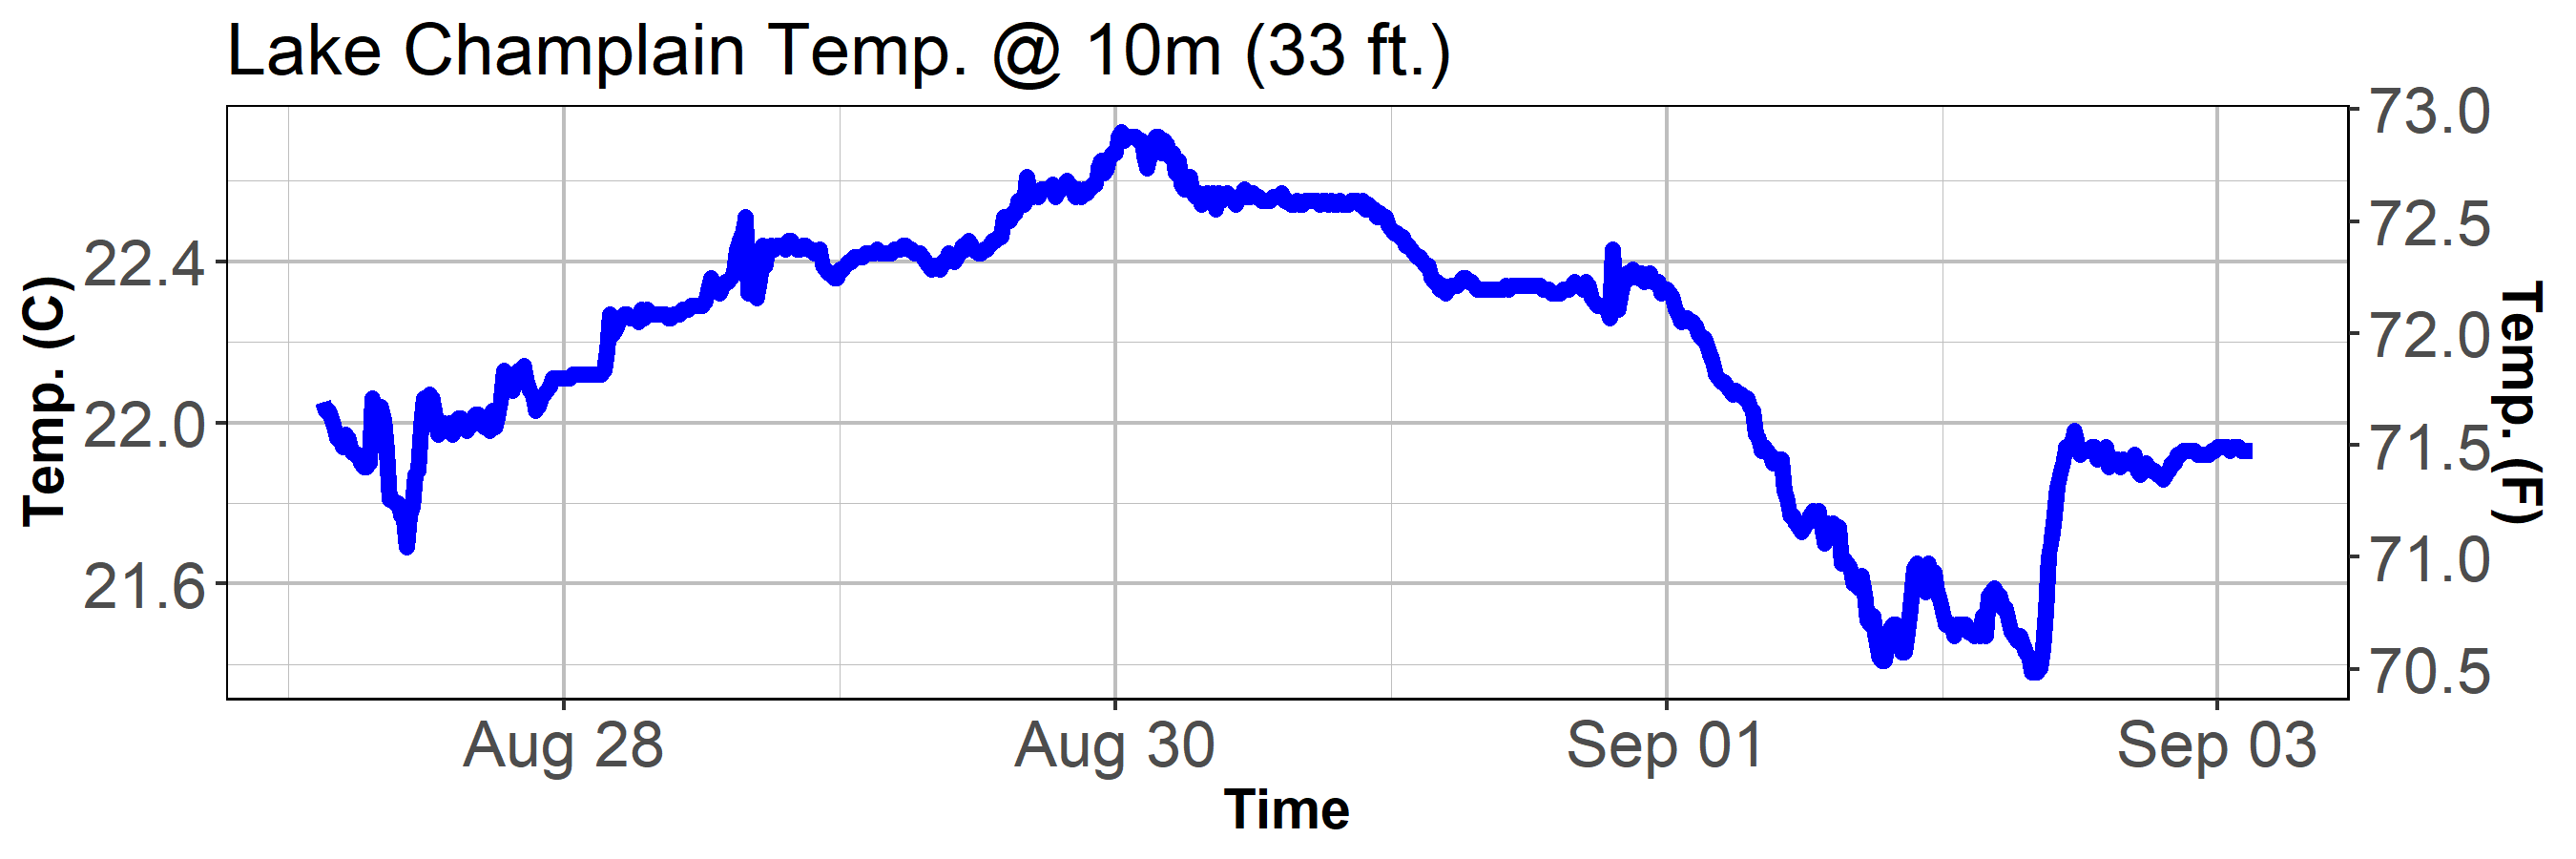 Lake Champlain Temp. @ 10m (33 ft.)
Temp. (C)
22.4
22.0
21.6
73.0
72.5
72.0
71.5
71.0
70.5
Temp. (F)
Aug 28
Aug 30
Sep 01
Sep 03
Time